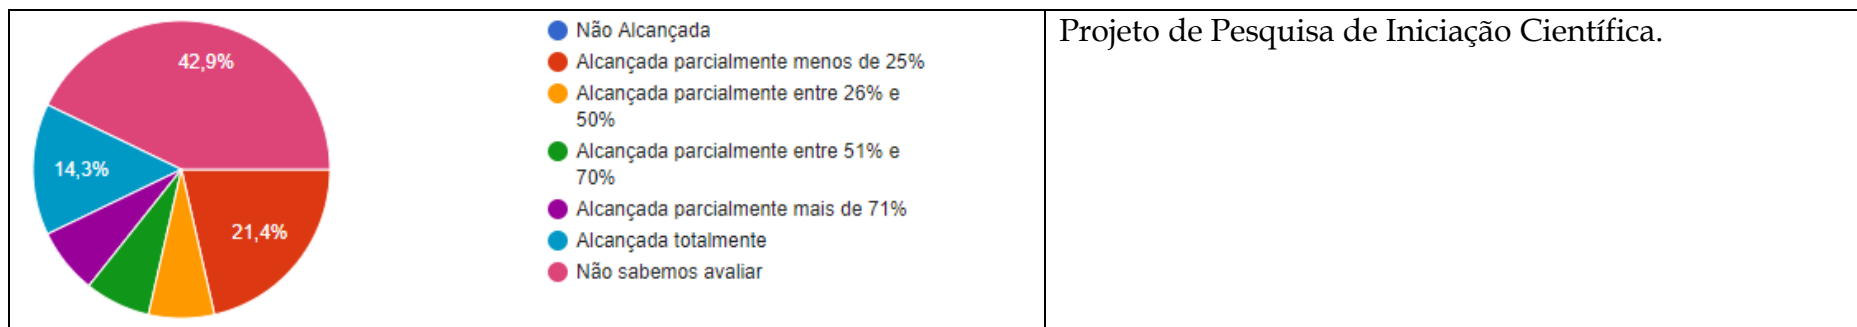 42,9%
14,3%
21,4%
Não Alcançada
Alcançada parcialmente menos de 25%
Alcançada parcialmente entre 26% e
50%
Alcançada parcialmente entre 51% e
70%
Alcançada parcialmente mais de 71%
Alcançada totalmente
Não sabemos avaliar
Projeto de Pesquisa de Iniciação Científica.